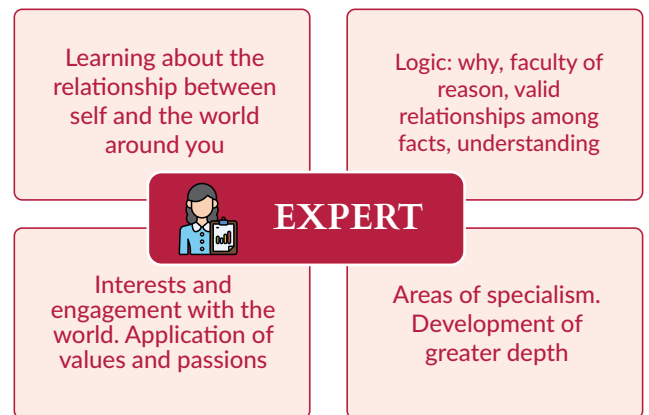 Learning about the
relationship between
self and the world
around you
Logic: why, faculty of
reason, valid
relationships among
facts, understanding
EXPERT
Interests and
engagement with the
world. Application of
values and passions
Areas of specialism.
Development of
greater depth